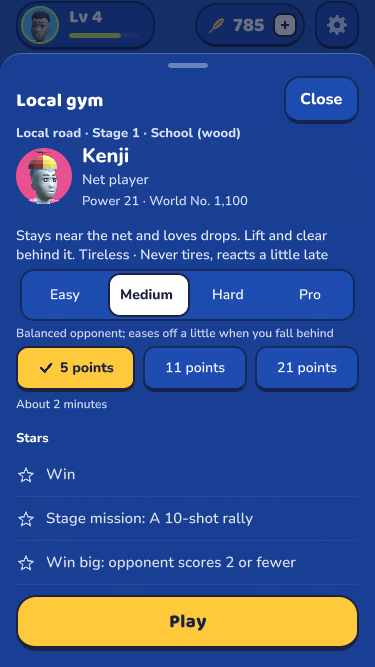 Lv 4
785
Local gym
Close
Local road · Stage 1 · School (wood)
Kenji
Net player
Power 21 · World No. 1,100
Stays near the net and loves drops. Lift and clear
behind it. Tireless · Never tires, reacts a little late
Easy
Medium
Hard
Pro
Balanced opponent; eases off a little when you fall behind
5 points
11 points
21 points
About 2 minutes
Stars
Win
Stage mission: A 10-shot rally
Win big: opponent scores 2 or fewer
Play